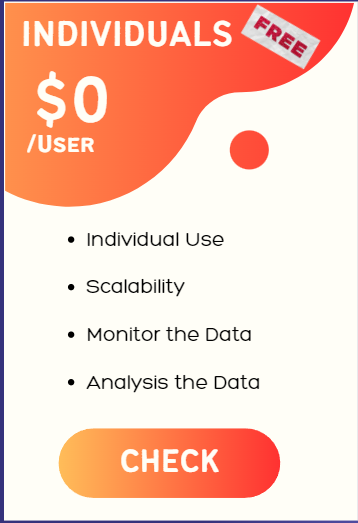 INDIVIDUALS
FREE
$0
/USER
Individual Use
Scalability
Monitor the Data
Analysis the Data
CHECK